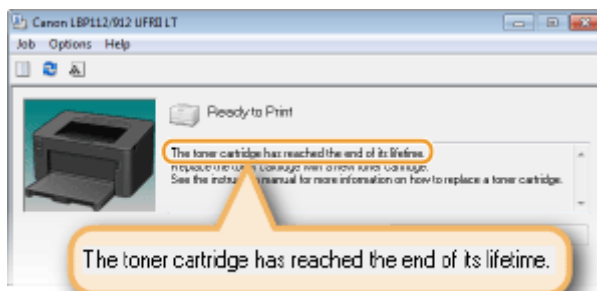 Canon LBP112/912 UFRII LT
Job Options Help
Ready to Print
The toner cartridge has reached the end of its lifetime.
Replace the toner cartridge with a new toner cartridge.
See the instruction manual for more information on how to replace a toner cartridge.
The toner cartridge has reached the end of its lifetime.